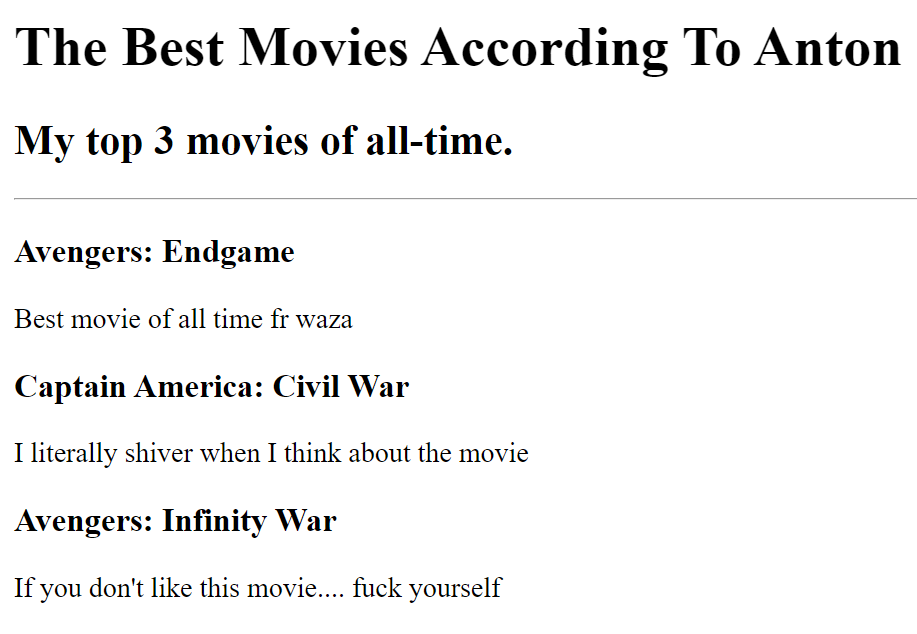 The Best Movies According To Anton
My top 3 movies of all-time.
Avengers: Endgame
Best movie of all time fr waza
Captain America: Civil War
I literally shiver when I think about the movie
Avengers: Infinity War
If you don't like this movie.... fuck yourself